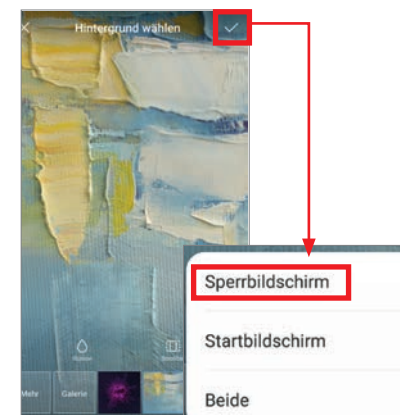 Hintergrund wählen
Sperrbildschirm
Startbildschirm
Mehr
Galerie
Beide